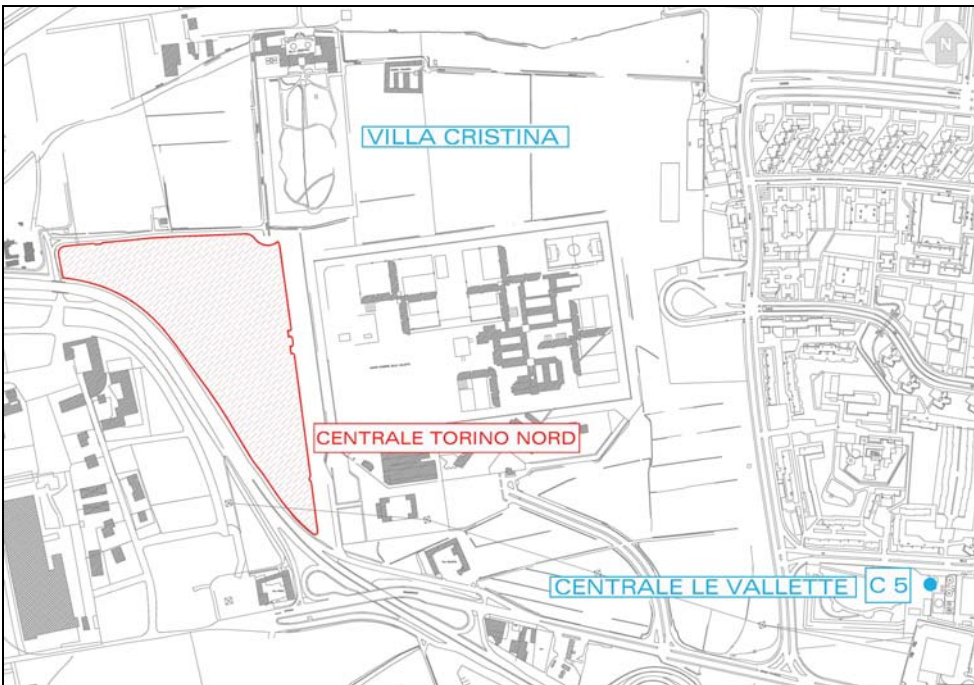 N
VILLA CRISTINA
CENTRALE TORINO NORD
CENTRALE LE VALLETTE
C 5